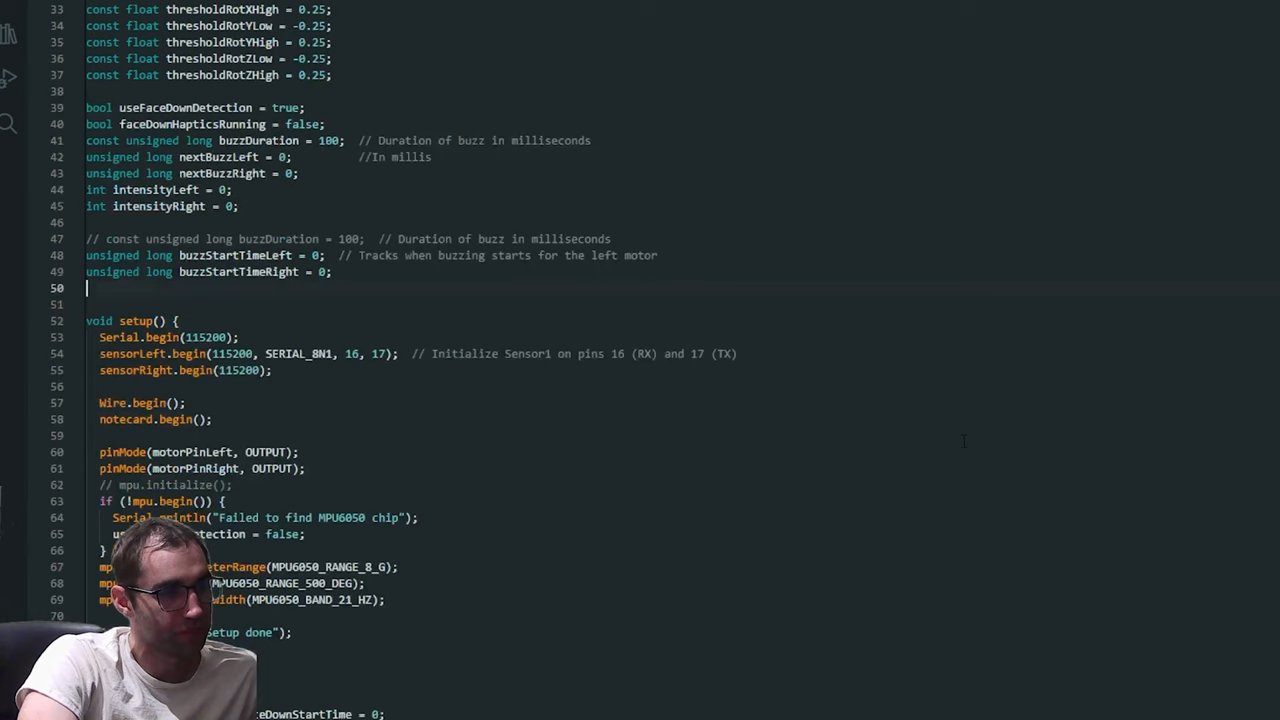 33 const float thresholdRotXHigh = 0.25;
34 const float thresholdRotYLow = -0.25;
35 const float thresholdRotYHigh = 0.25;
36 const float thresholdRotZLow = -0.25;
37 const float thresholdRotZHigh = 0.25;
38
39 bool useFaceDownDetection = true;
40 bool faceDownHapticsRunning = false;
41 const unsigned long buzzDuration = 100;  // Duration of buzz in milliseconds
42 unsigned long nextBuzzLeft = 0;          //In millis
43 unsigned long nextBuzzRight = 0;
44 int intensityLeft = 0;
45 int intensityRight = 0;
46
47 // const unsigned long buzzDuration = 100;  // Duration of buzz in milliseconds
48 unsigned long buzzStartTimeLeft = 0;  // Tracks when buzzing starts for the left motor
49 unsigned long buzzStartTimeRight = 0;
50
51
52 void setup() {
53   Serial.begin(115200);
54   sensorLeft.begin(115200, SERIAL_8N1, 16, 17);  // Initialize Sensor1 on pins 16 (RX) and 17 (TX)
55   sensorRight.begin(115200);
56
57   Wire.begin();
58   notecard.begin();
59
60   pinMode(motorPinLeft, OUTPUT);
61   pinMode(motorPinRight, OUTPUT);
62   // mpu.initialize();
63   if (!mpu.begin()) {
64     Serial.println("Failed to find MPU6050 chip");
65     = false;
66   }
67   (MPU6050_RANGE_8_G);
68   (MPU6050_RANGE_500_DEG);
69   (MPU6050_BAND_21_HZ);
70
done");
= 0;